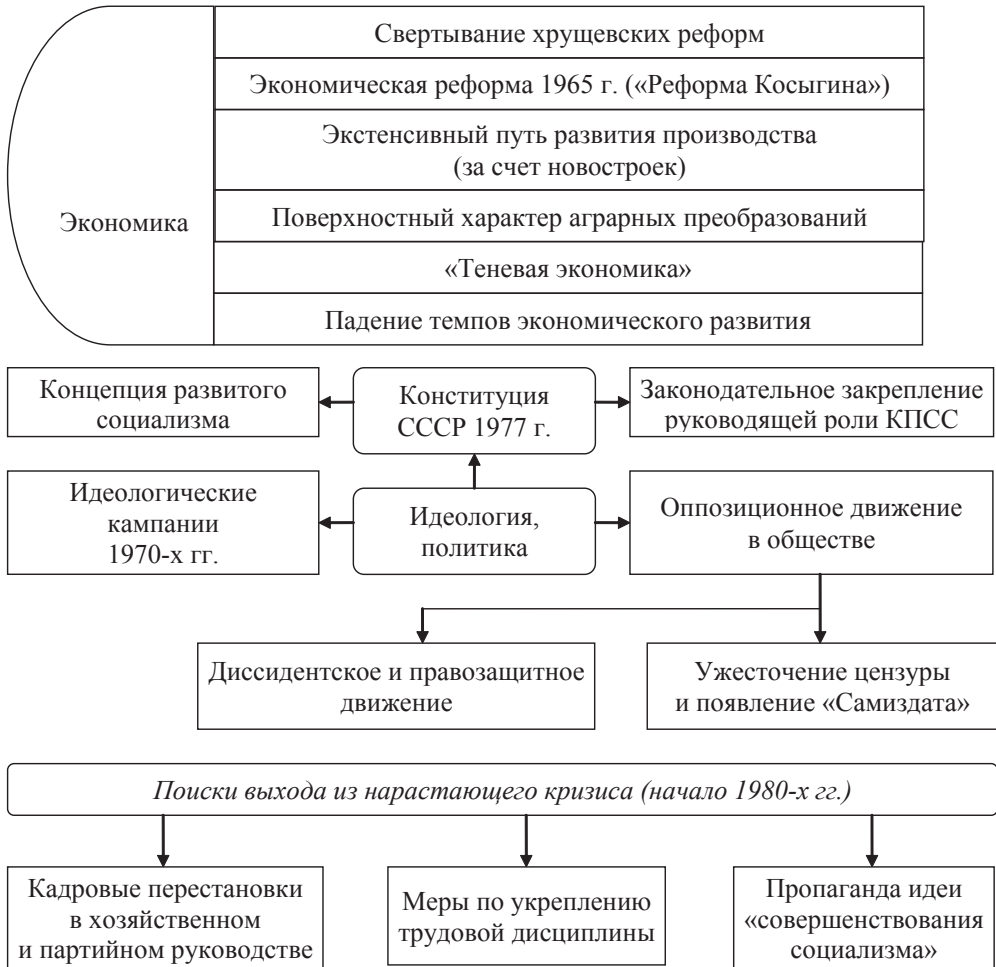 Экономика
Свертывание хрущевских реформ
Экономическая реформа 1965 г. («Реформа Косыгина»)
Экстенсивный путь развития производства
(за счет новостроек)
Поверхностный характер аграрных преобразований
«Теневая экономика»
Падение темпов экономического развития
Концепция развитого
социализма
Конституция
СССР 1977 г.
Законодательное закрепление
руководящей роли КПСС
Идеологические
кампании
1970-х гг.
Идеология,
политика
Оппозиционное движение
в обществе
Диссидентское и правозащитное
движение
Ужесточение цензуры
и появление «Самиздата»
Поиски выхода из нарастающего кризиса (начало 1980-х гг.)
Кадровые перестановки
в хозяйственном
и партийном руководстве
Меры по укреплению
трудовой дисциплины
Пропаганда идеи
«совершенствования
социализма»